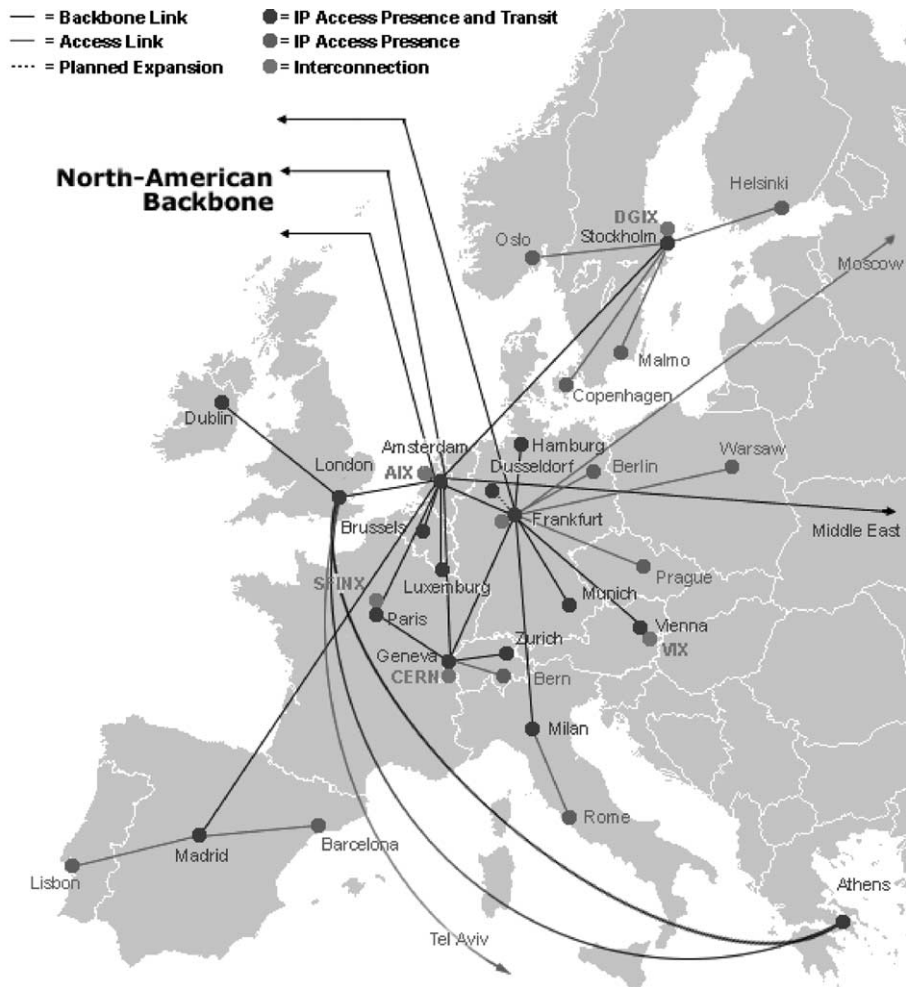 = Backbone Link
= Access Link
= Planned Expansion
= IP Access Presence and Transit
= IP Access Presence
= Interconnection
North-American
Backbone
Helsinki
DGIX
Stockholm
Oslo
Moscow
Malmo
Copenhagen
Dublin
Hamburg
Amsterdam
Warsaw
London
AIX
Dusseldorf
Berlin
Brussels
Frankfurt
Middle East
SFINX
Luxemburg
Prague
Munich
Paris
Vienna
Zurich
VIX
Geneva
CERN
Bern
Milan
Rome
Madrid
Barcelona
Lisbon
Athens
Tel Aviv